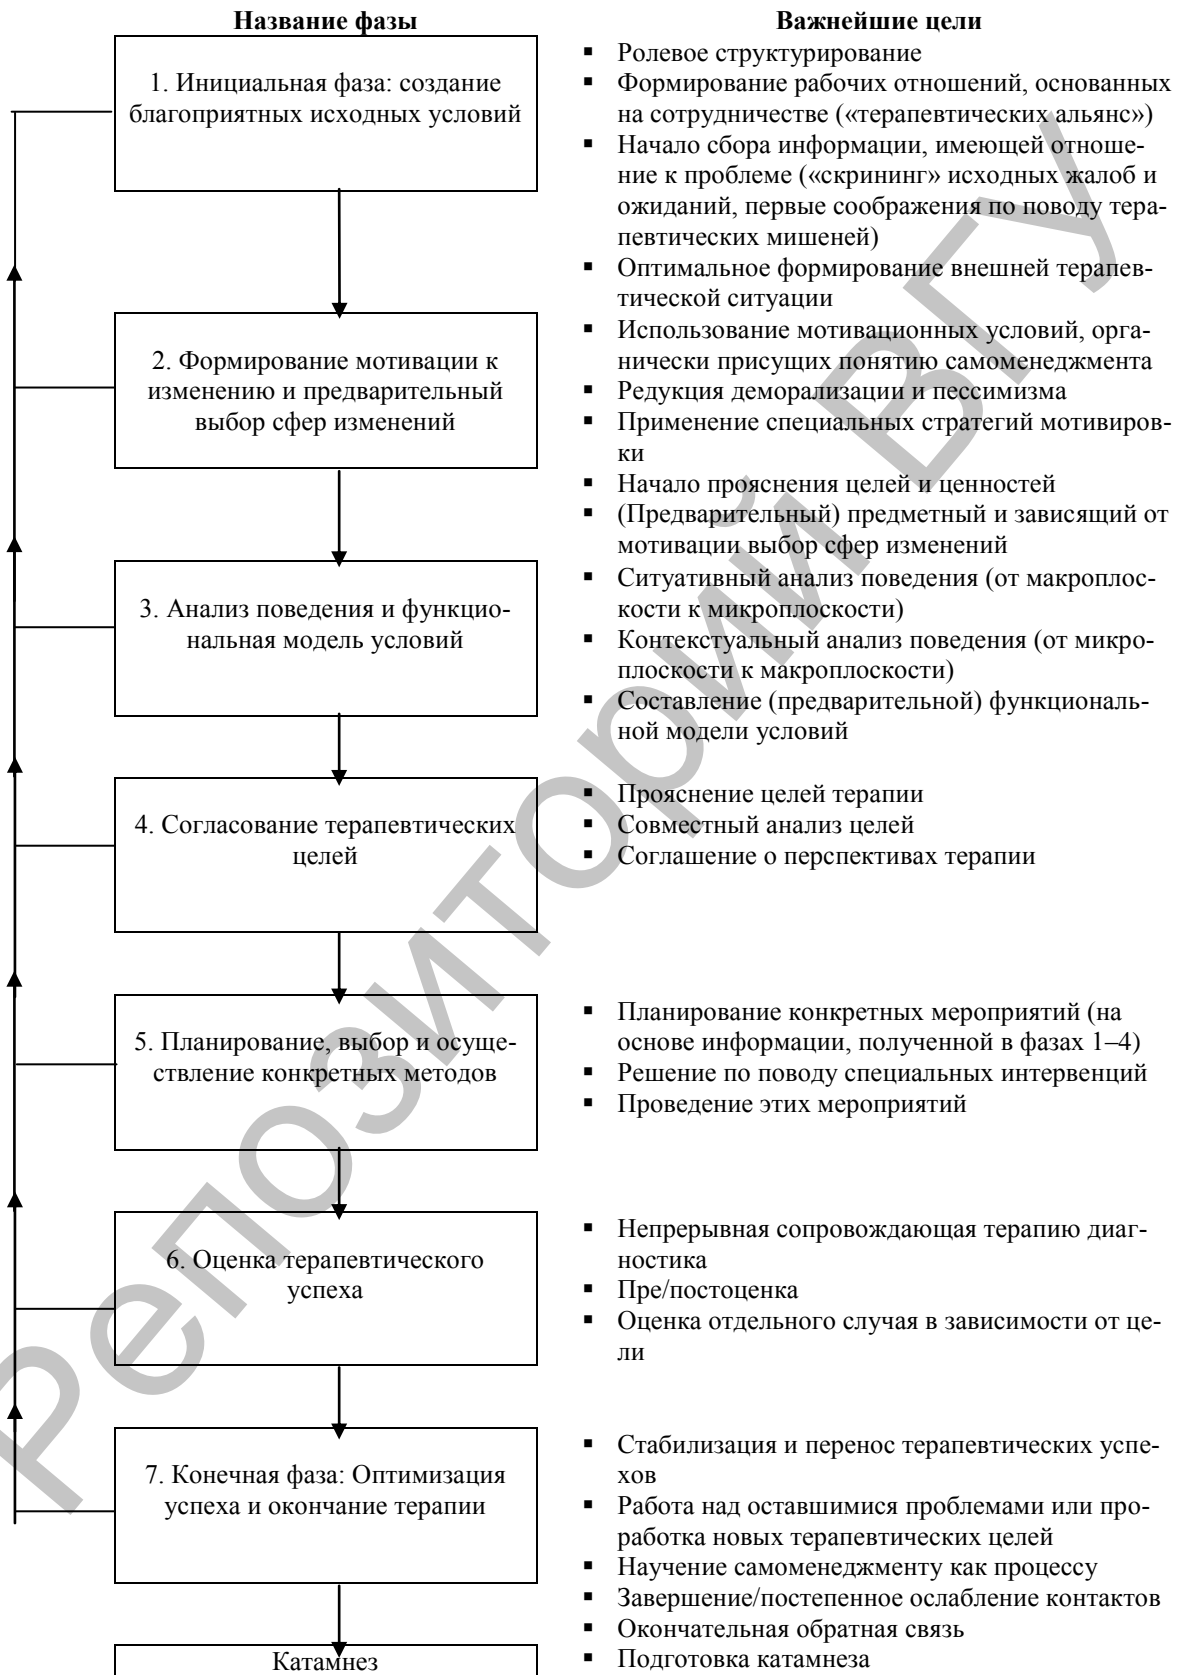 Название фазы
Важнейшие цели
1. Инициальная фаза: создание
благоприятных исходных условий
▪ Ролевое структурирование
▪ Формирование рабочих отношений, основанных
на сотрудничестве («терапевтических альянс»)
▪ Начало сбора информации, имеющей отноше-
ние к проблеме («скрининг» исходных жалоб и
ожиданий, первые соображения по поводу тера-
певтических мишеней)
▪ Оптимальное формирование внешней терапев-
тической ситуации
2. Формирование мотивации к
изменению и предварительный
выбор сфер изменений
▪ Использование мотивационных условий, орга-
нически присущих понятию самоменеджмента
▪ Редукция деморализации и пессимизма
▪ Применение специальных стратегий мотивиров-
ки
▪ Начало прояснения целей и ценностей
▪ (Предварительный) предметный и зависящий от
мотивации выбор сфер изменений
3. Анализ поведения и функцио-
нальная модель условий
▪ Ситуативный анализ поведения (от макроплос-
кости к микроплоскости)
▪ Контекстуальный анализ поведения (от микро-
плоскости к макроплоскости)
▪ Составление (предварительной) функциональ-
ной модели условий
4. Согласование терапевтических
целей
▪ Прояснение целей терапии
▪ Совместный анализ целей
▪ Соглашение о перспективах терапии
5. Планирование, выбор и осуще-
ствление конкретных методов
▪ Планирование конкретных мероприятий (на
основе информации, полученной в фазах 1–4)
▪ Решение по поводу специальных интервенций
▪ Проведение этих мероприятий
6. Оценка терапевтического
успеха
▪ Непрерывная сопровождающая терапию диаг-
ностика
▪ Пре/постоценка
▪ Оценка отдельного случая в зависимости от це-
ли
7. Конечная фаза: Оптимизация
успеха и окончание терапии
▪ Стабилизация и перенос терапевтических успе-
хов
▪ Работа над оставшимися проблемами или про-
работка новых терапевтических целей
▪ Научение самоменеджменту как процессу
▪ Завершение/постепенное ослабление контактов
▪ Окончательная обратная связь
▪ Подготовка катамнеза
Катамнез
Репозиторий ВГУ